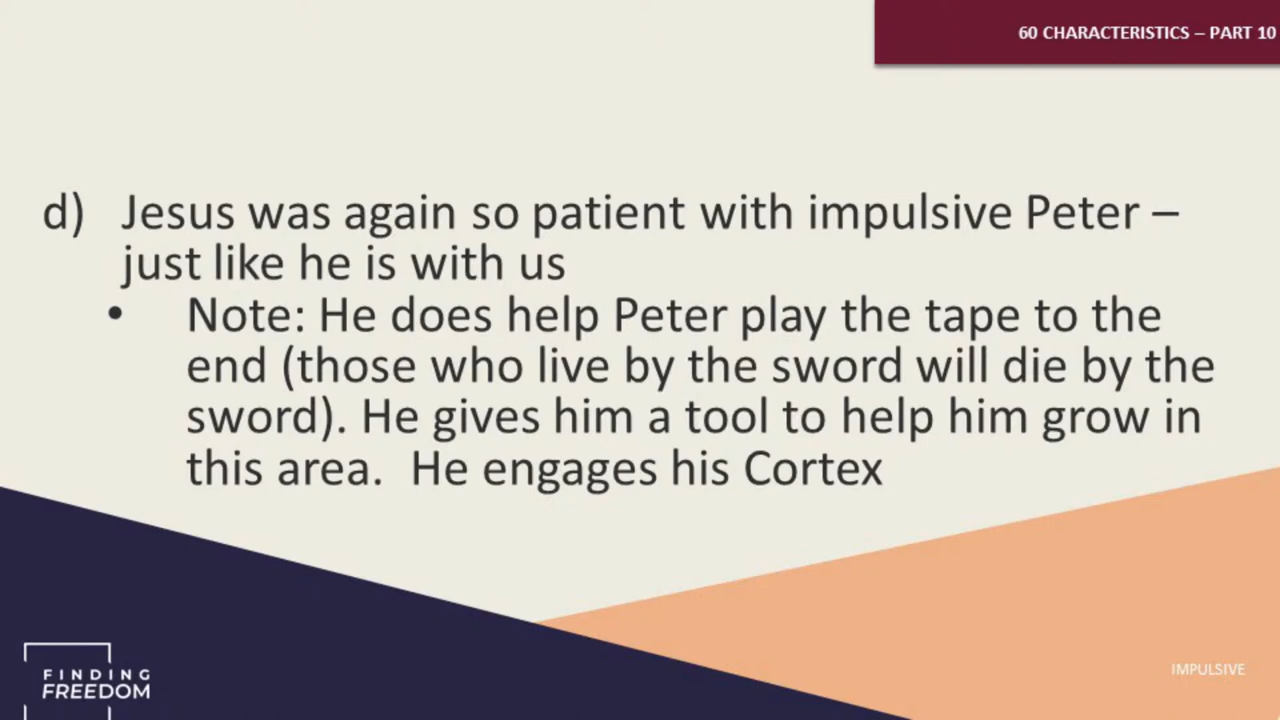 60 CHARACTERISTICS – PART 10
d) Jesus was again so patient with impulsive Peter –
just like he is with us
• Note: He does help Peter play the tape to the
end (those who live by the sword will die by the
sword). He gives him a tool to help him grow in
this area.  He engages his Cortex
FINDING
FREEDOM
IMPULSIVE